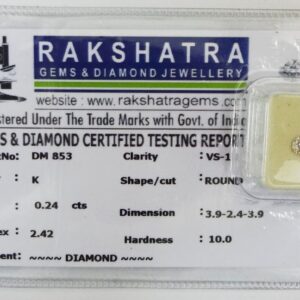 RAKSHATRA
GEMS & DIAMOND JEWELLERY
website : www.rakshatragems.com
stered Under The Trade Marks with Govt. of India
S & DIAMOND CERTIFIED TESTING REPORT
No: DM 853 Clarity: VS-1
: K Shape/cut: ROUND
: 0.24 cts Dimension: 3.9-2.4-3.9
ex: 2.42 Hardness: 10.0
ent: ~~~~ DIAMOND ~~~~